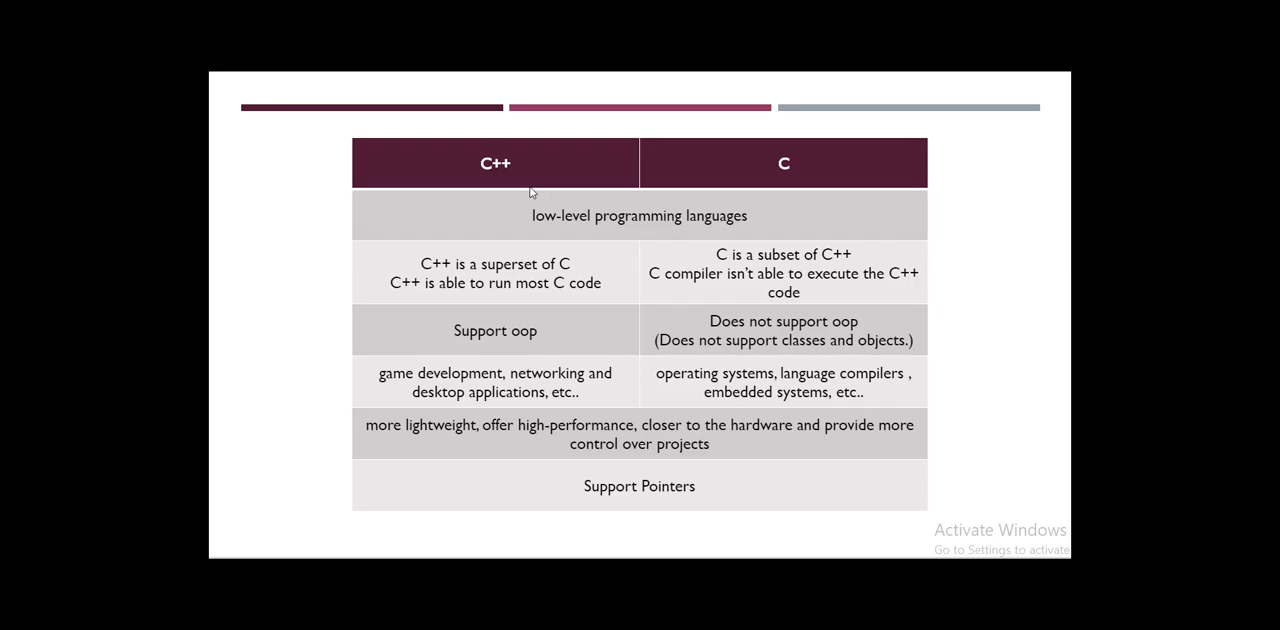 C++
C
low-level programming languages
C++ is a superset of C
C++ is able to run most C code
C is a subset of C++
C compiler isn't able to execute the C++
code
Support oop
Does not support oop
(Does not support classes and objects.)
game development, networking and
desktop applications, etc..
operating systems, language compilers ,
embedded systems, etc..
more lightweight, offer high-performance, closer to the hardware and provide more
control over projects
Support Pointers
Activate Windows
Go to Settings to activate